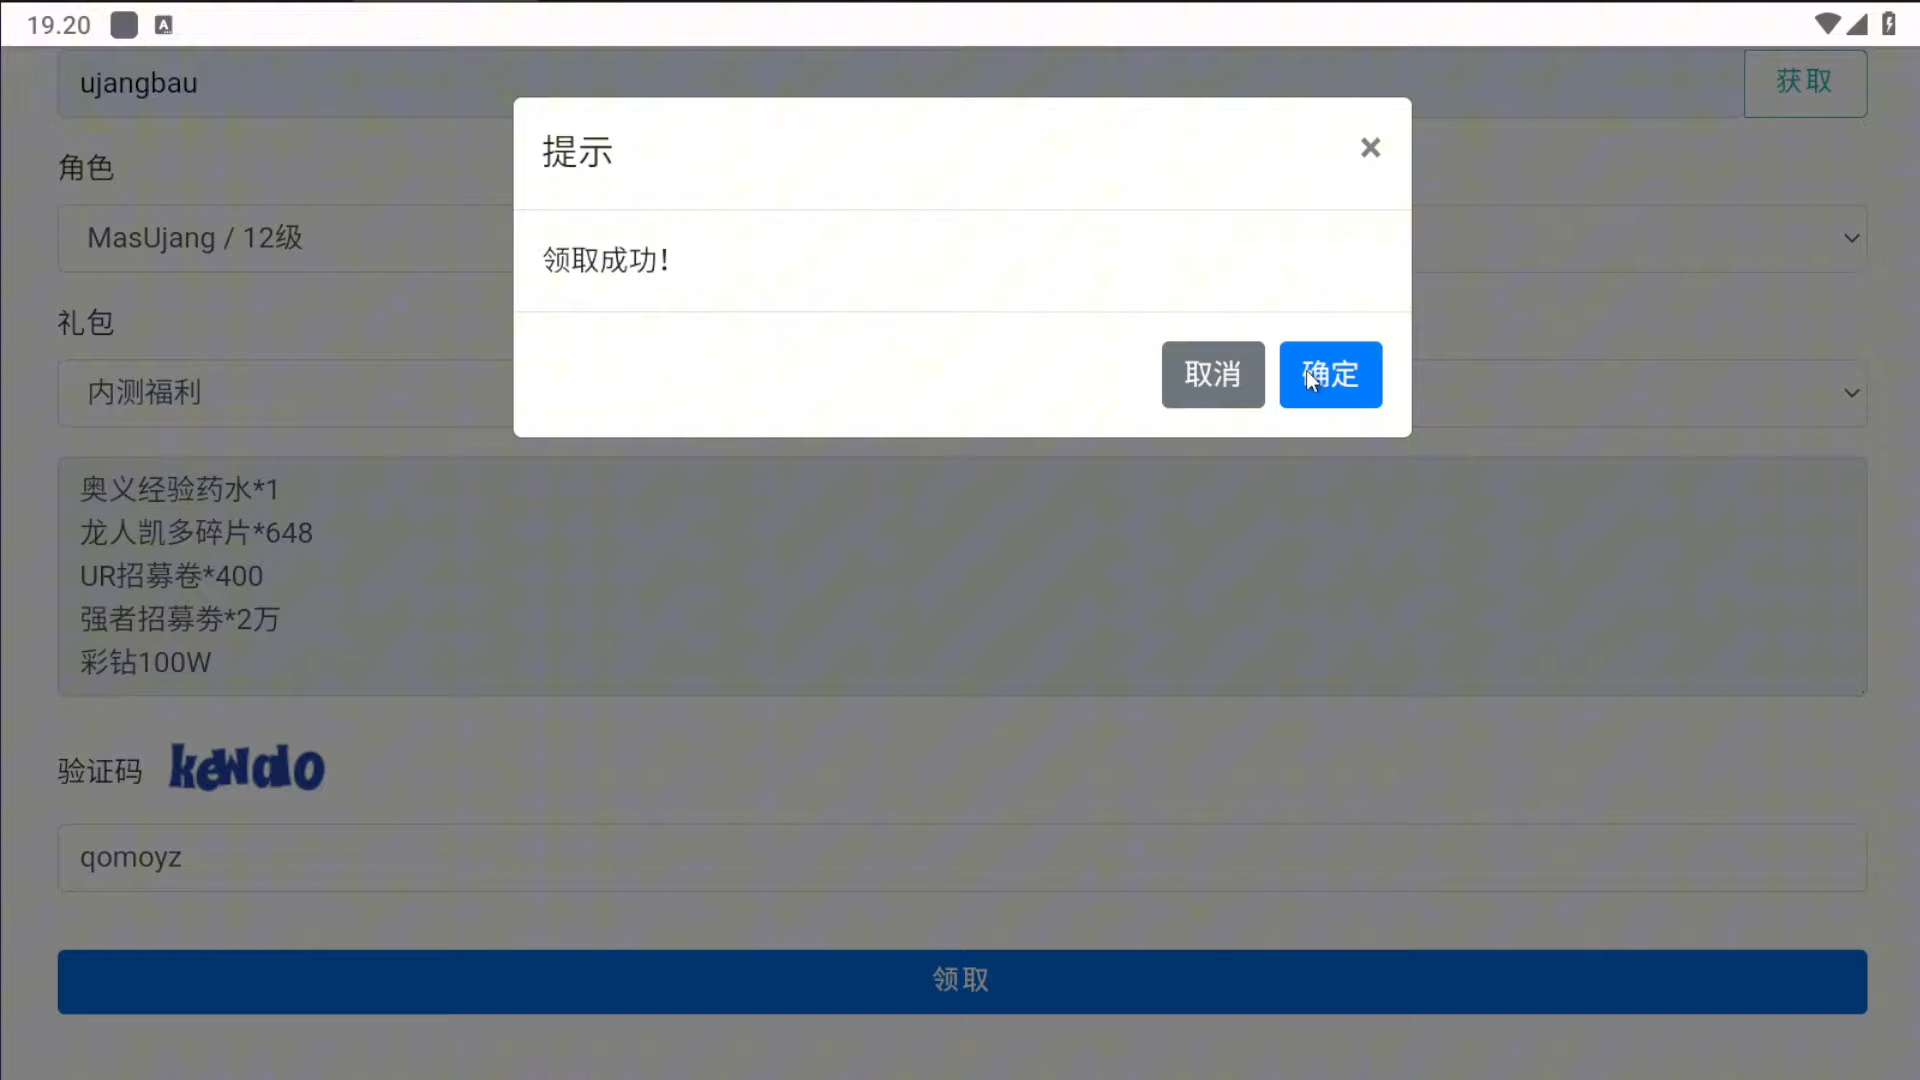 19.20
ujangbau
获取
提示
×
角色
MasUjang / 12级
领取成功！
礼包
取消
确定
内测福利
奥义经验药水*1
龙人凯多碎片*648
UR招募卷*400
强者招募劵*2万
彩钻100W
验证码
qomoyz
领取